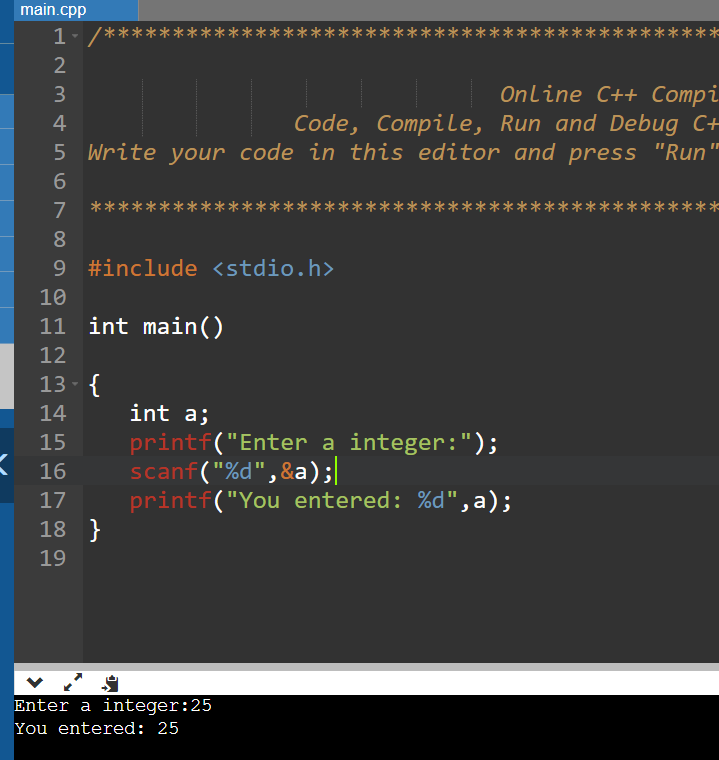 main.cpp
1 /*********************************************
2
3 Online C++ Compi
4 Code, Compile, Run and Debug C+
5 Write your code in this editor and press "Run"
6
7 **********************************************
8
9 #include <stdio.h>
10
11 int main()
12
13 {
14 int a;
15 printf("Enter a integer:");
16 scanf("%d",&a);
17 printf("You entered: %d",a);
18 }
19
Enter a integer:25
You entered: 25